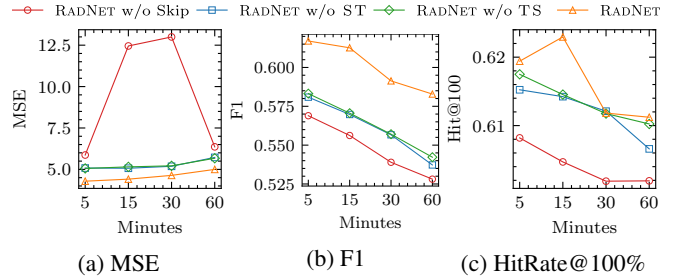 RADNET w/o Skip RADNET w/o ST RADNET w/o TS RADNET
MSE
12.5
10.0
7.5
5.0
5 15 30 60
Minutes
(a) MSE
F1
0.600
0.575
0.550
0.525
5 15 30 60
Minutes
(b) F1
Hit@100
0.62
0.61
5 15 30 60
Minutes
(c) HitRate@100%